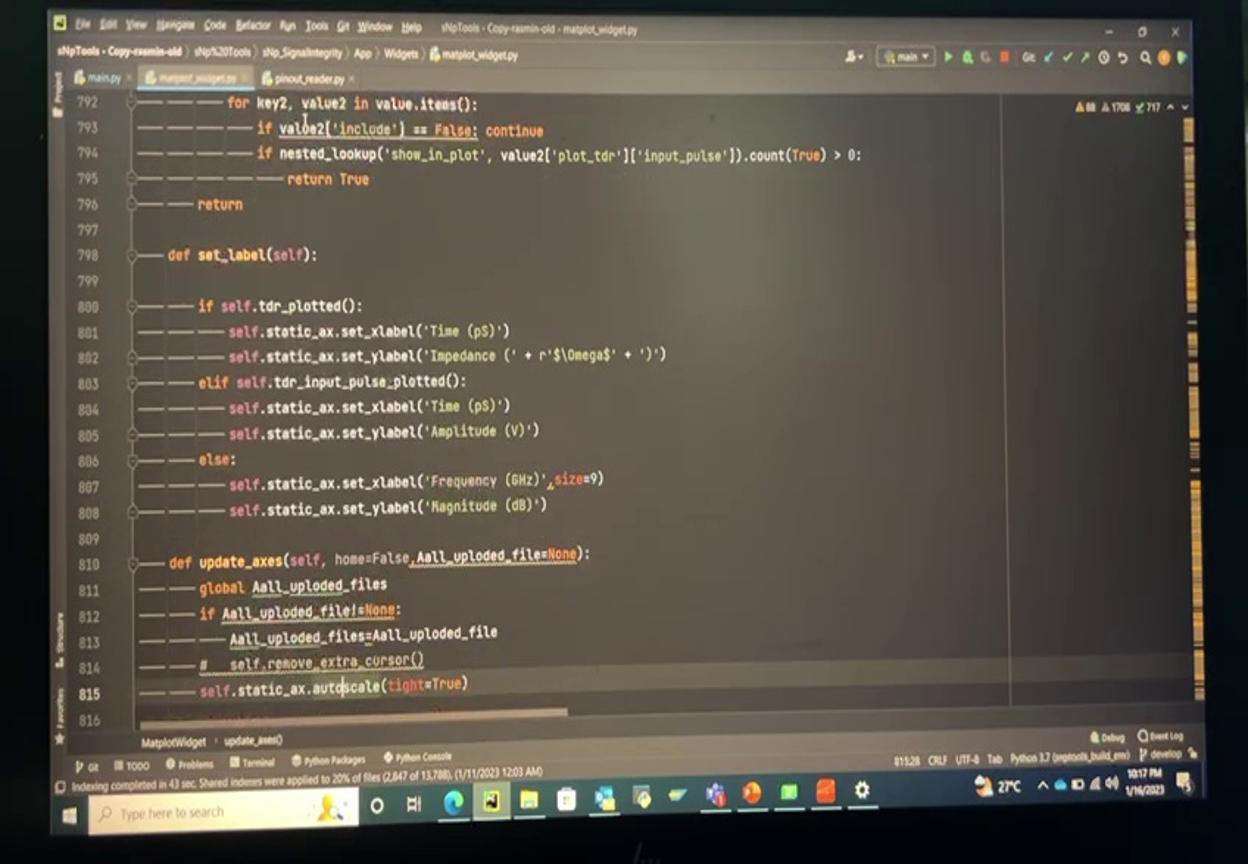 File Edit View Navigate Code Refactor Run Tools Git Window Help sNpTools - Copy-rasmin-old - matplot_widget.py
sNpTools - Copy-rasmin-old sNp%20Tools sNp_SignalIntegrity App Widgets matplot_widget.py main Git:
Project main.py matplot_widget.py pinout_reader.py
792 for key2, value2 in value.items(): 88 1708 717
793 if value2['include'] == False: continue
794 if nested_lookup('show_in_plot', value2['plot_tdr']['input_pulse']).count(True) > 0:
795 return True
796 return
797
798 def set_label(self):
799
800 if self.tdr_plotted():
801 self.static_ax.set_xlabel('Time (pS)')
802 self.static_ax.set_ylabel('Impedance (' + r'$\Omega$' + ')')
803 elif self.tdr_input_pulse_plotted():
804 self.static_ax.set_xlabel('Time (pS)')
805 self.static_ax.set_ylabel('Amplitude (V)')
806 else:
807 self.static_ax.set_xlabel('Frequency (GHz)',size=9)
808 self.static_ax.set_ylabel('Magnitude (dB)')
809
810 def update_axes(self, home=False,Aall_uploded_file=None):
811 global Aall_uploded_files
812 if Aall_uploded_file!=None:
813 Aall_uploded_files=Aall_uploded_file
814 # self.remove_extra_cursor()
815 self.static_ax.autoscale(tight=True)
816
Structure
Favorites
MatplotWidget update_axes()
Git TODO Problems Terminal Python Packages Python Console Debug Event Log
Indexing completed in 43 sec. Shared indexes were applied to 20% of files (2,847 of 13,788). (1/11/2023 12:03 AM) 815:28 CRLF UTF-8 Tab Python 3.7 develop
Type here to search 27°C 10:17 PM
1/16/2023